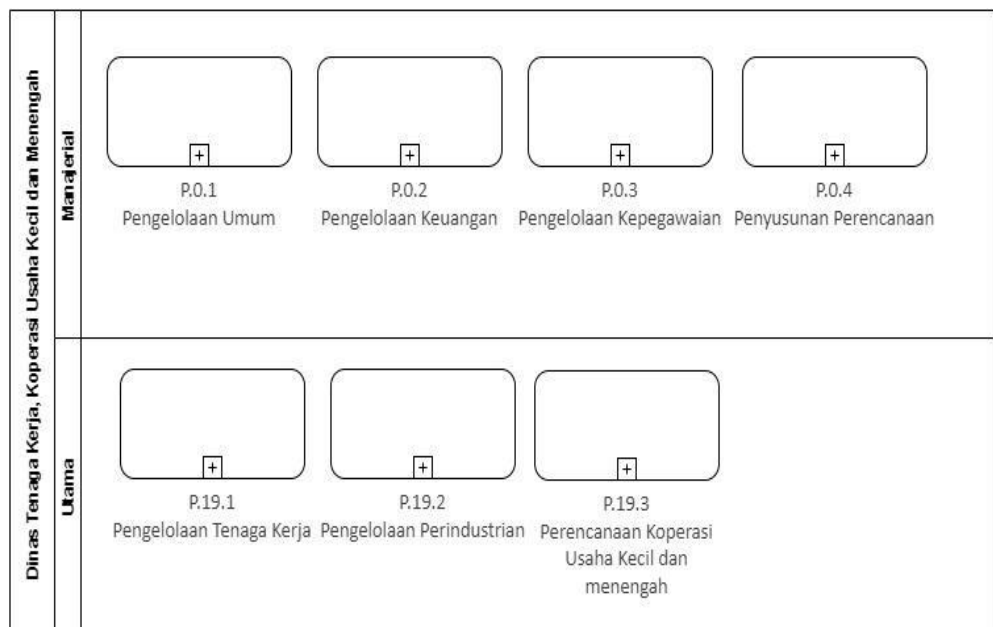 Dinas Tenaga Kerja, Koperasi Usaha Kecil dan Menengah
Manajerial
+
+
+
+
P.0.1
Pengelolaan Umum
P.0.2
Pengelolaan Keuangan
P.0.3
Pengelolaan Kepegawaian
P.0.4
Penyusunan Perencanaan
Utama
+
+
+
P.19.1
Pengelolaan Tenaga Kerja
P.19.2
Pengelolaan Perindustrian
P.19.3
Perencanaan Koperasi
Usaha Kecil dan
menengah